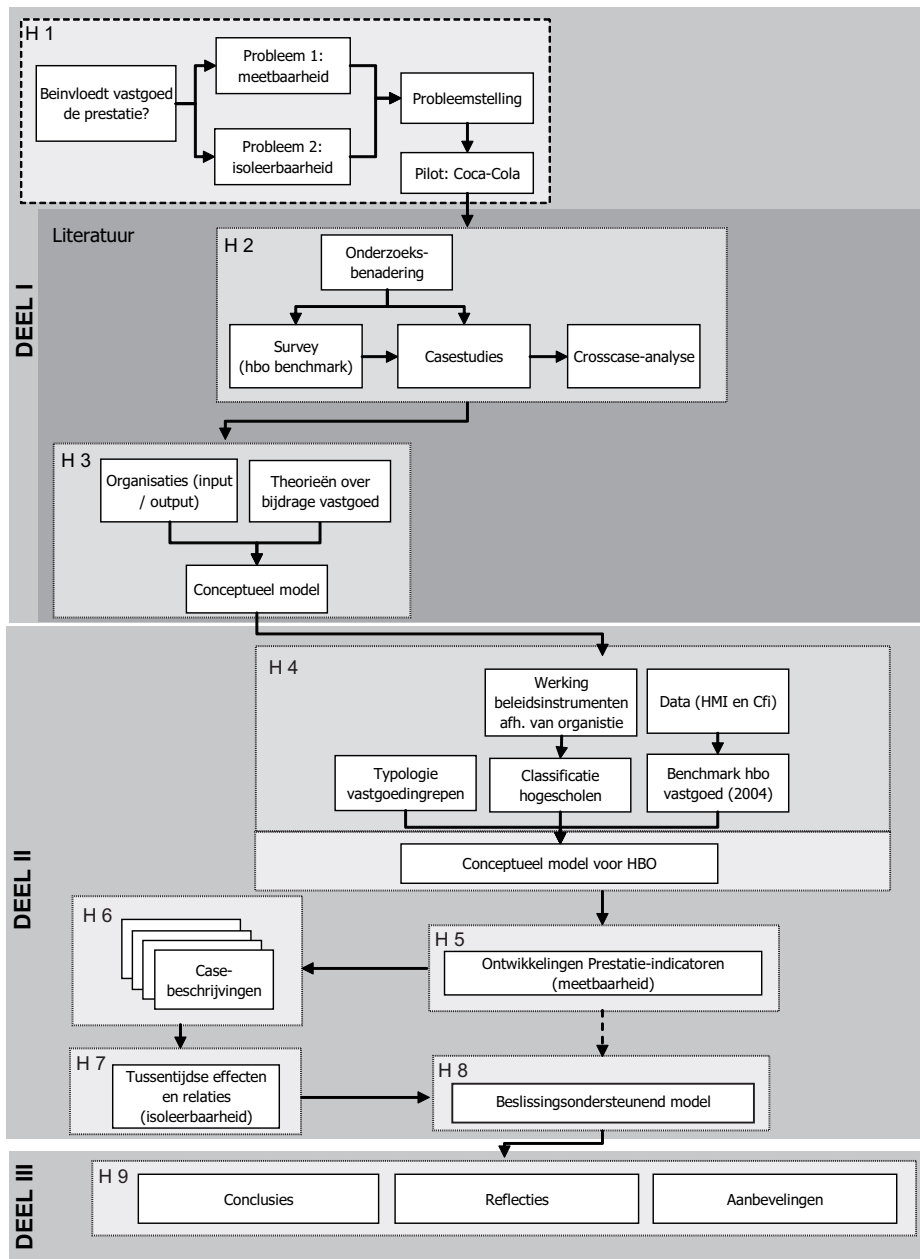 DEEL I
H 1
Beinvloedt vastgoed
de prestatie?
Probleem 1:
meetbaarheid
Probleem 2:
isoleerbaarheid
Probleemstelling
Pilot: Coca-Cola
Literatuur
H 2
Onderzoeks-
benadering
Survey
(hbo benchmark)
Casestudies
Crosscase-analyse
H 3
Organisaties (input
/ output)
Theorieën over
bijdrage vastgoed
Conceptueel model
DEEL II
H 4
Werking
beleidsinstrumenten
afh. van organistie
Data (HMI en Cfi)
Typologie
vastgoedingrepen
Classificatie
hogescholen
Benchmark hbo
vastgoed (2004)
Conceptueel model voor HBO
H 5
Ontwikkelingen Prestatie-indicatoren
(meetbaarheid)
H 6
Case-
beschrijvingen
H 7
Tussentijdse effecten
en relaties
(isoleerbaarheid)
H 8
Beslissingsondersteunend model
DEEL III
H 9
Conclusies
Reflecties
Aanbevelingen